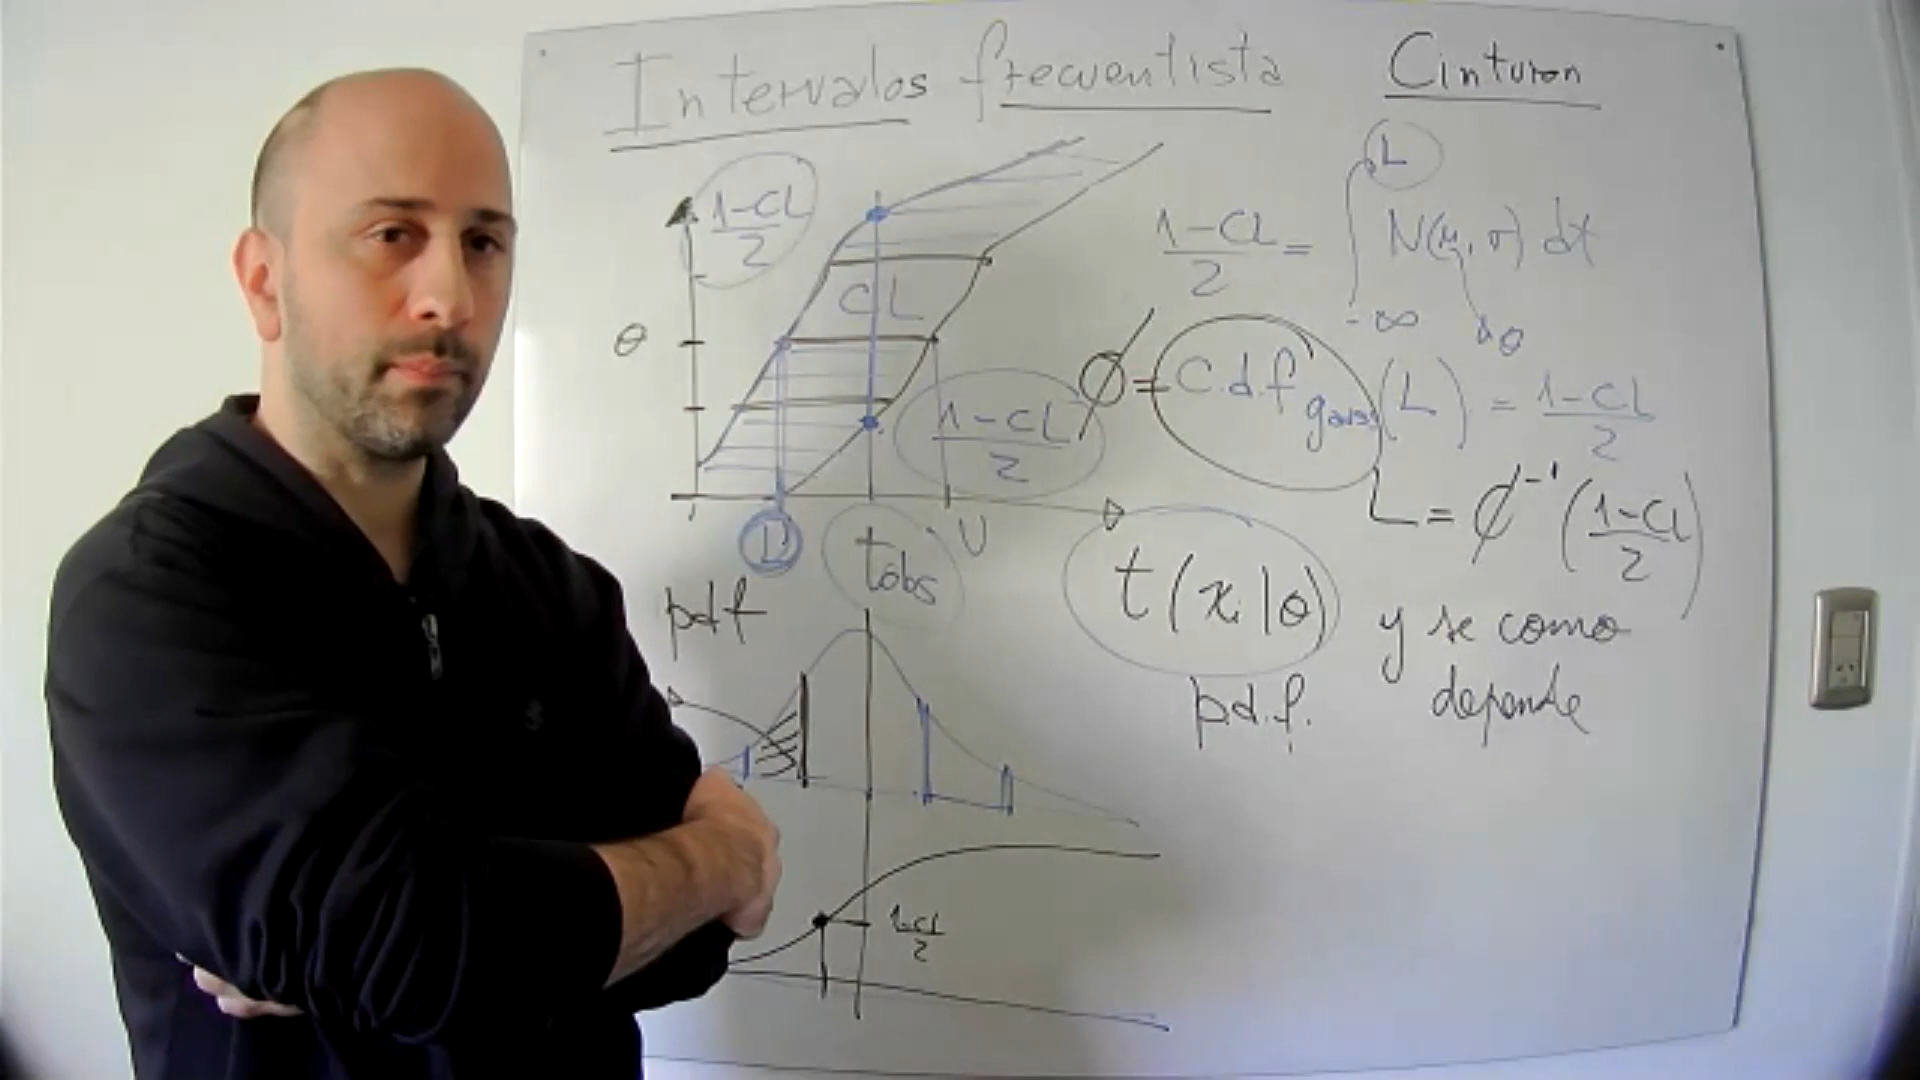 Intervalos frecuentista
Cinturon
1-CL
2
CL
θ
1-CL
2
L
tobs
U
t(xi|θ)
p.d.f.
L
1-CL
2
= ∫ N(μ,σ) dt
-∞
θ
ϕ = c.d.f gauss (L) = 1-CL
2
L = ϕ⁻¹ (1-CL
2)
y se como
depende
pdf
1-CL
2